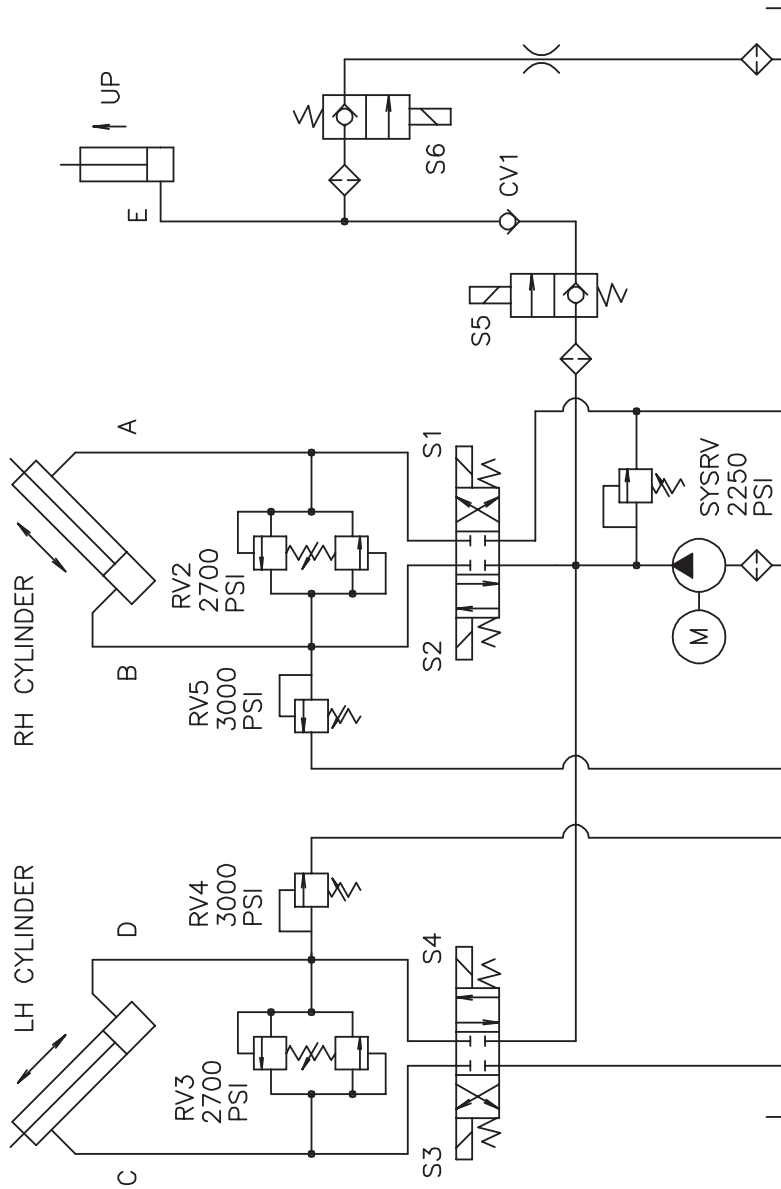 UP
E
S6
CV1
S5
RH CYLINDER
A
B
RV2
2700
PSI
RV5
3000
PSI
S1
S2
SYSRV
2250
PSI
M
LH CYLINDER
D
C
RV4
3000
PSI
RV3
2700
PSI
S4
S3